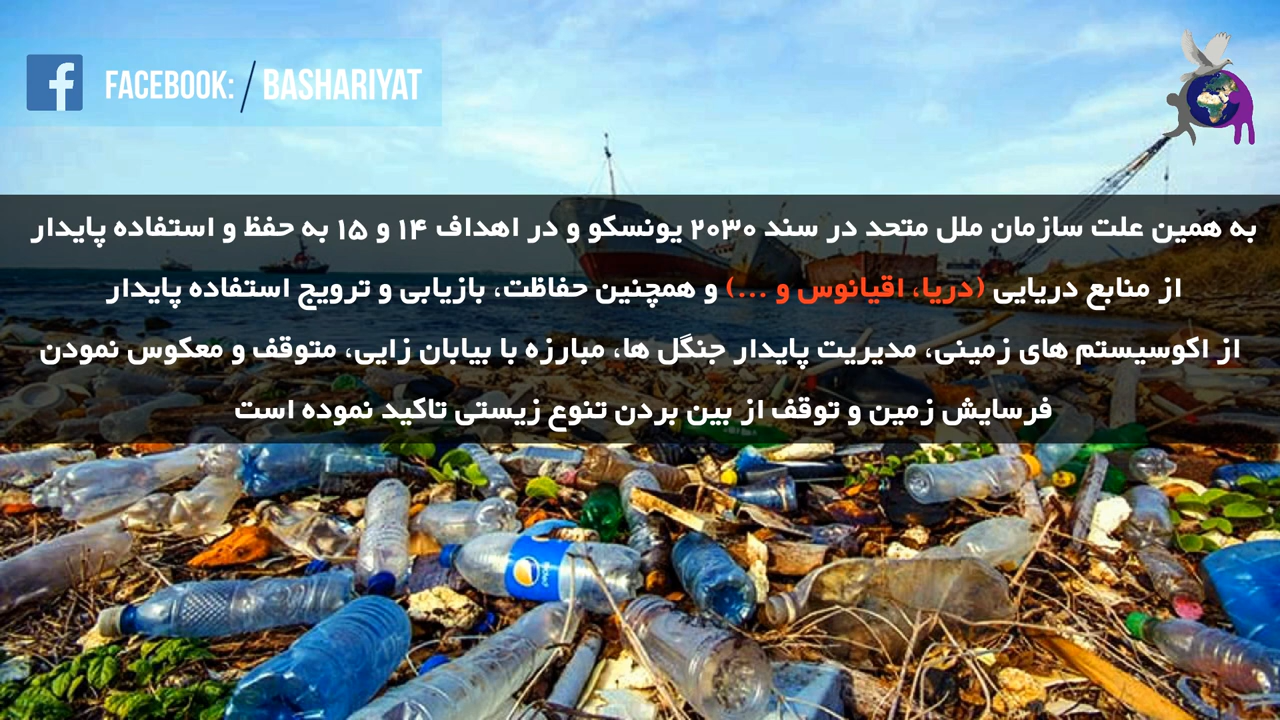 FACEBOOK: / BASHARIYAT
به همین علت سازمان ملل متحد در سند ۲۰۳۰ یونسکو و در اهداف ۱۴ و ۱۵ به حفظ و استفاده پایدار
از منابع دریایی (دریا، اقیانوس و ...) و همچنین حفاظت، بازیابی و ترویج استفاده پایدار
از اکوسیستم های زمینی، مدیریت پایدار جنگل ها، مبارزه با بیابان زایی، متوقف و معکوس نمودن
فرسایش زمین و توقف از بین بردن تنوع زیستی تاکید نموده است